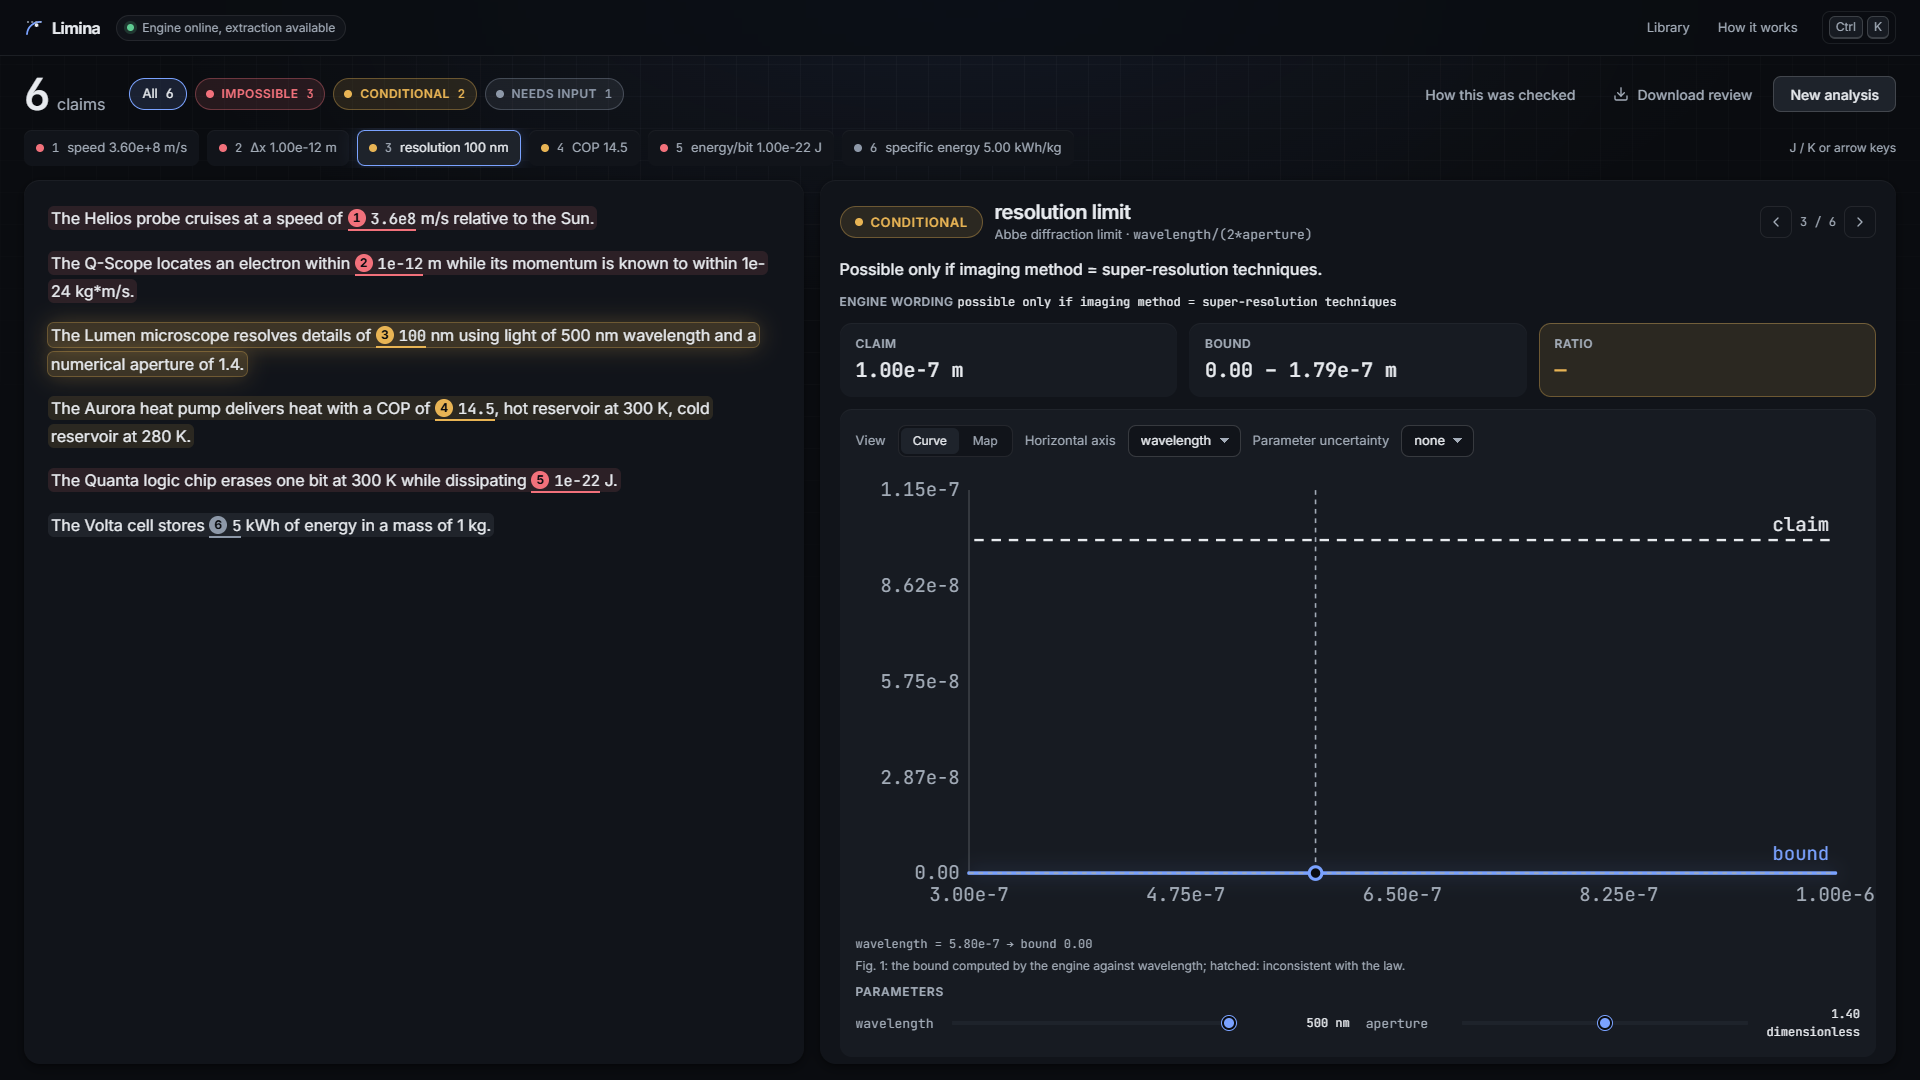 Limina
Engine online, extraction available
Library
How it works
Ctrl K
6 claims
All 6
IMPOSSIBLE 3
CONDITIONAL 2
NEEDS INPUT 1
How this was checked
Download review
New analysis
1 speed 3.60e+8 m/s
2 Δx 1.00e-12 m
3 resolution 100 nm
4 COP 14.5
5 energy/bit 1.00e-22 J
6 specific energy 5.00 kWh/kg
J / K or arrow keys
The Helios probe cruises at a speed of 1 3.6e8 m/s relative to the Sun.
The Q-Scope locates an electron within 2 1e-12 m while its momentum is known to within 1e-
24 kg*m/s.
The Lumen microscope resolves details of 3 100 nm using light of 500 nm wavelength and a
numerical aperture of 1.4.
The Aurora heat pump delivers heat with a COP of 4 14.5, hot reservoir at 300 K, cold
reservoir at 280 K.
The Quanta logic chip erases one bit at 300 K while dissipating 5 1e-22 J.
The Volta cell stores 6 5 kWh of energy in a mass of 1 kg.
CONDITIONAL
resolution limit
Abbe diffraction limit · wavelength/(2*aperture)
3 / 6
Possible only if imaging method = super-resolution techniques.
ENGINE WORDING possible only if imaging method = super-resolution techniques
CLAIM
1.00e-7 m
BOUND
0.00 – 1.79e-7 m
RATIO
—
View
Curve
Map
Horizontal axis
wavelength
Parameter uncertainty
none
1.15e-7
claim
8.62e-8
5.75e-8
2.87e-8
bound
0.00
3.00e-7
4.75e-7
6.50e-7
8.25e-7
1.00e-6
wavelength = 5.80e-7 → bound 0.00
Fig. 1: the bound computed by the engine against wavelength; hatched: inconsistent with the law.
PARAMETERS
wavelength
500 nm
aperture
1.40
dimensionless